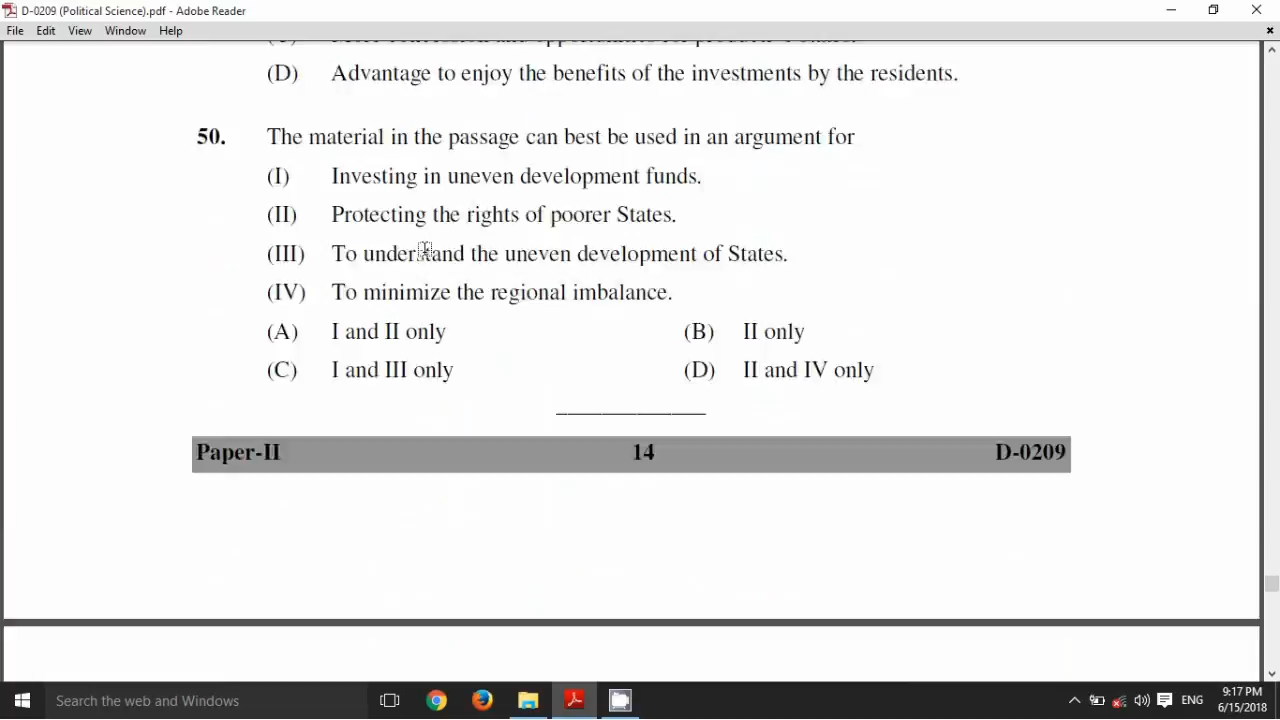 D-0209 (Political Science).pdf - Adobe Reader
File Edit View Window Help
(D) Advantage to enjoy the benefits of the investments by the residents.
50. The material in the passage can best be used in an argument for
(I) Investing in uneven development funds.
(II) Protecting the rights of poorer States.
(III) To understand the uneven development of States.
(IV) To minimize the regional imbalance.
(A) I and II only (B) II only
(C) I and III only (D) II and IV only
Paper-II 14 D-0209
Search the web and Windows
ENG
9:17 PM
6/15/2018